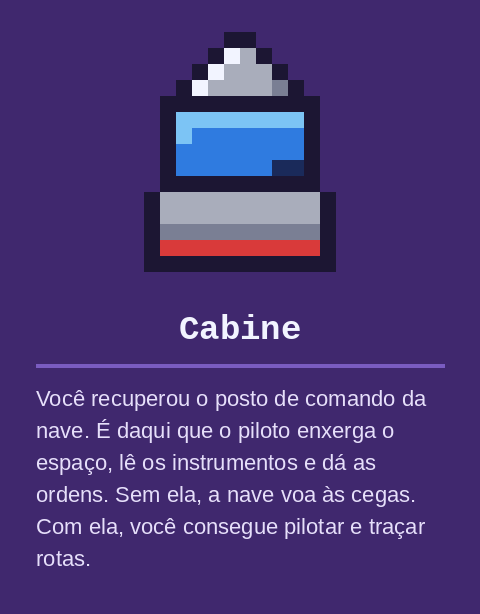 Cabine
Você recuperou o posto de comando da
nave. É daqui que o piloto enxerga o
espaço, lê os instrumentos e dá as
ordens. Sem ela, a nave voa às cegas.
Com ela, você consegue pilotar e traçar
rotas.